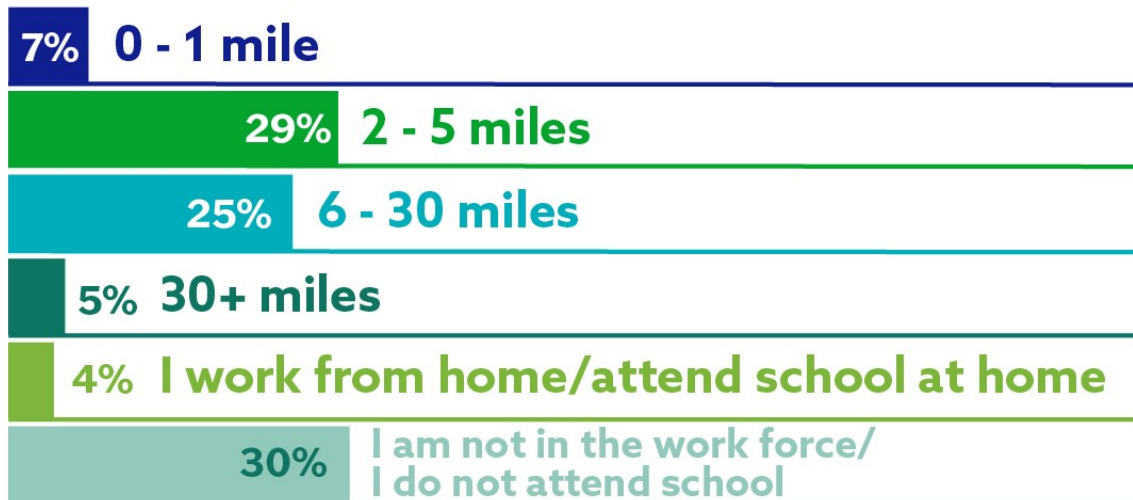 7% 0 - 1 mile
29% 2 - 5 miles
25% 6 - 30 miles
5% 30+ miles
4% I work from home/attend school at home
30% I am not in the work force/
I do not attend school